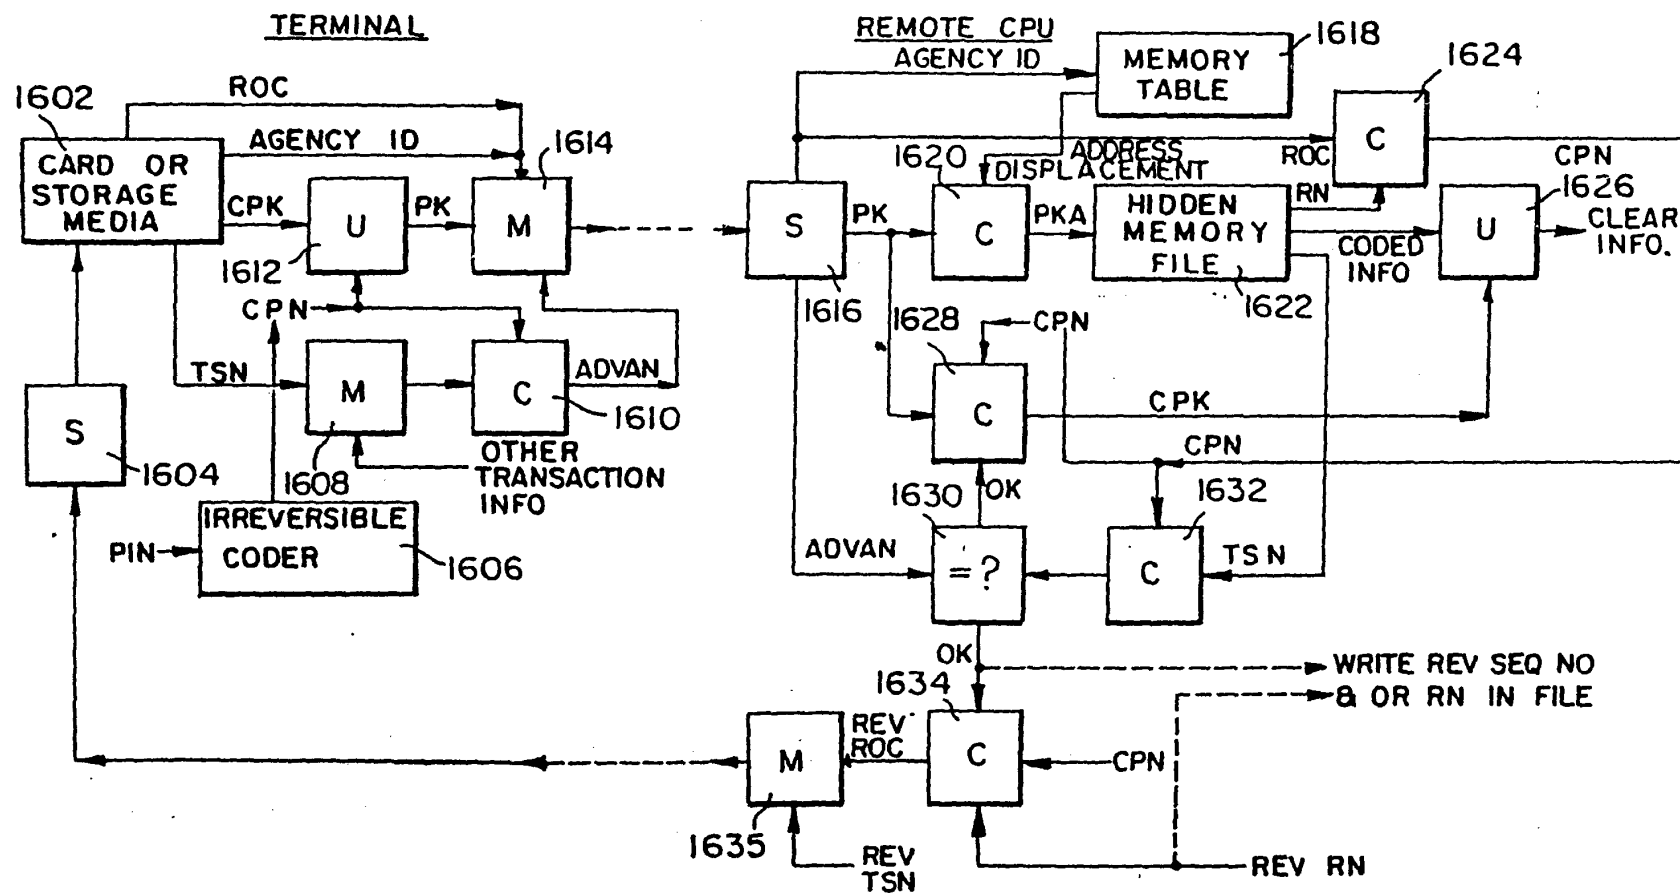 TERMINAL
REMOTE CPU
1602
ROC
AGENCY ID
CARD OR
STORAGE
MEDIA
CPK
U
1612
PK
M
1614
CPN
TSN
M
1608
C
1610
ADVAN
OTHER
TRANSACTION
INFO
S
1604
PIN
IRREVERSIBLE
CODER
1606
AGENCY ID
MEMORY
TABLE
1618
1624
C
ROC
CPN
1620
ADDRESS
DISPLACEMENT
S
1616
PK
C
PKA
HIDDEN
MEMORY
FILE
1622
RN
CODED
INFO
U
1626
CLEAR
INFO.
1628
CPN
C
CPK
CPN
1630
OK
1632
ADVAN
= ?
C
TSN
OK
WRITE REV SEQ NO
& OR RN IN FILE
1634
REV
ROC
M
C
CPN
1635
REV
TSN
REV RN